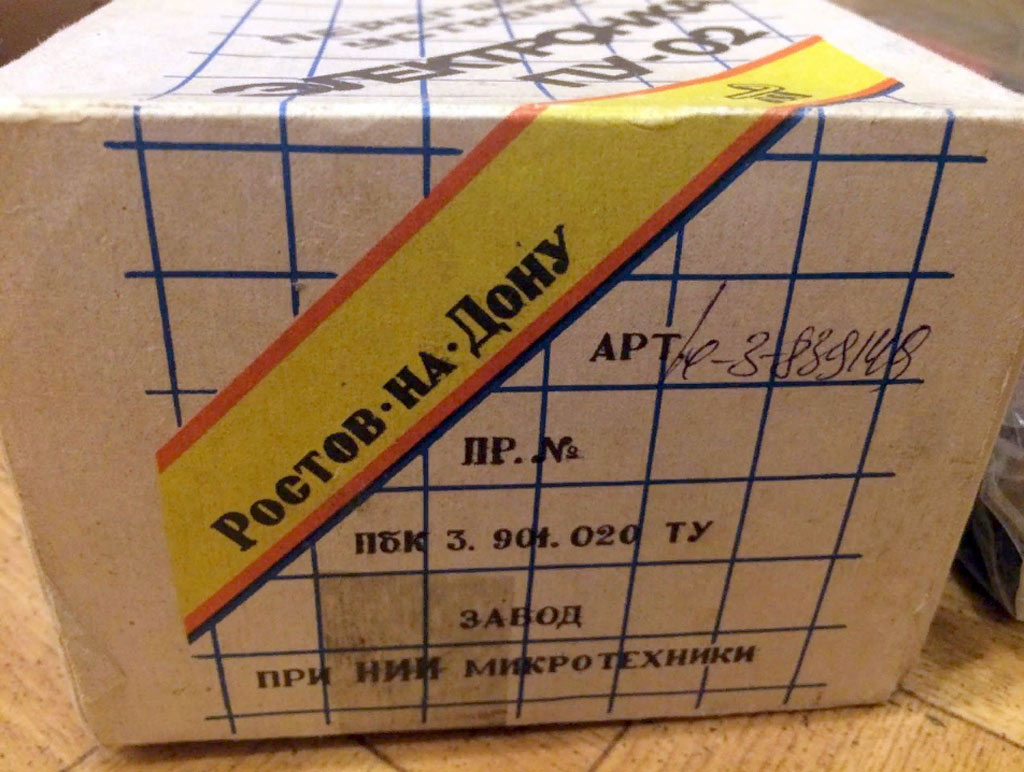 ЭЛЕКТРОНИКА
ПУ-02
Ростов·на·Дону
АРТ
ПР. №
ПбК 3. 901. 020 ТУ
ЗАВОД
ПРИ НИИ МИКРОТЕХНИКИ